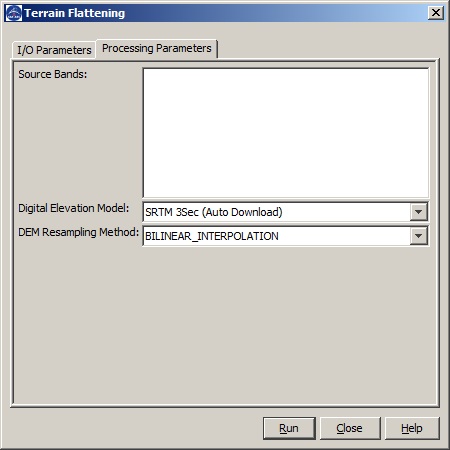 Terrain Flattening
I/O Parameters Processing Parameters
Source Bands:
Digital Elevation Model: SRTM 3Sec (Auto Download)
DEM Resampling Method: BILINEAR_INTERPOLATION
Run Close Help